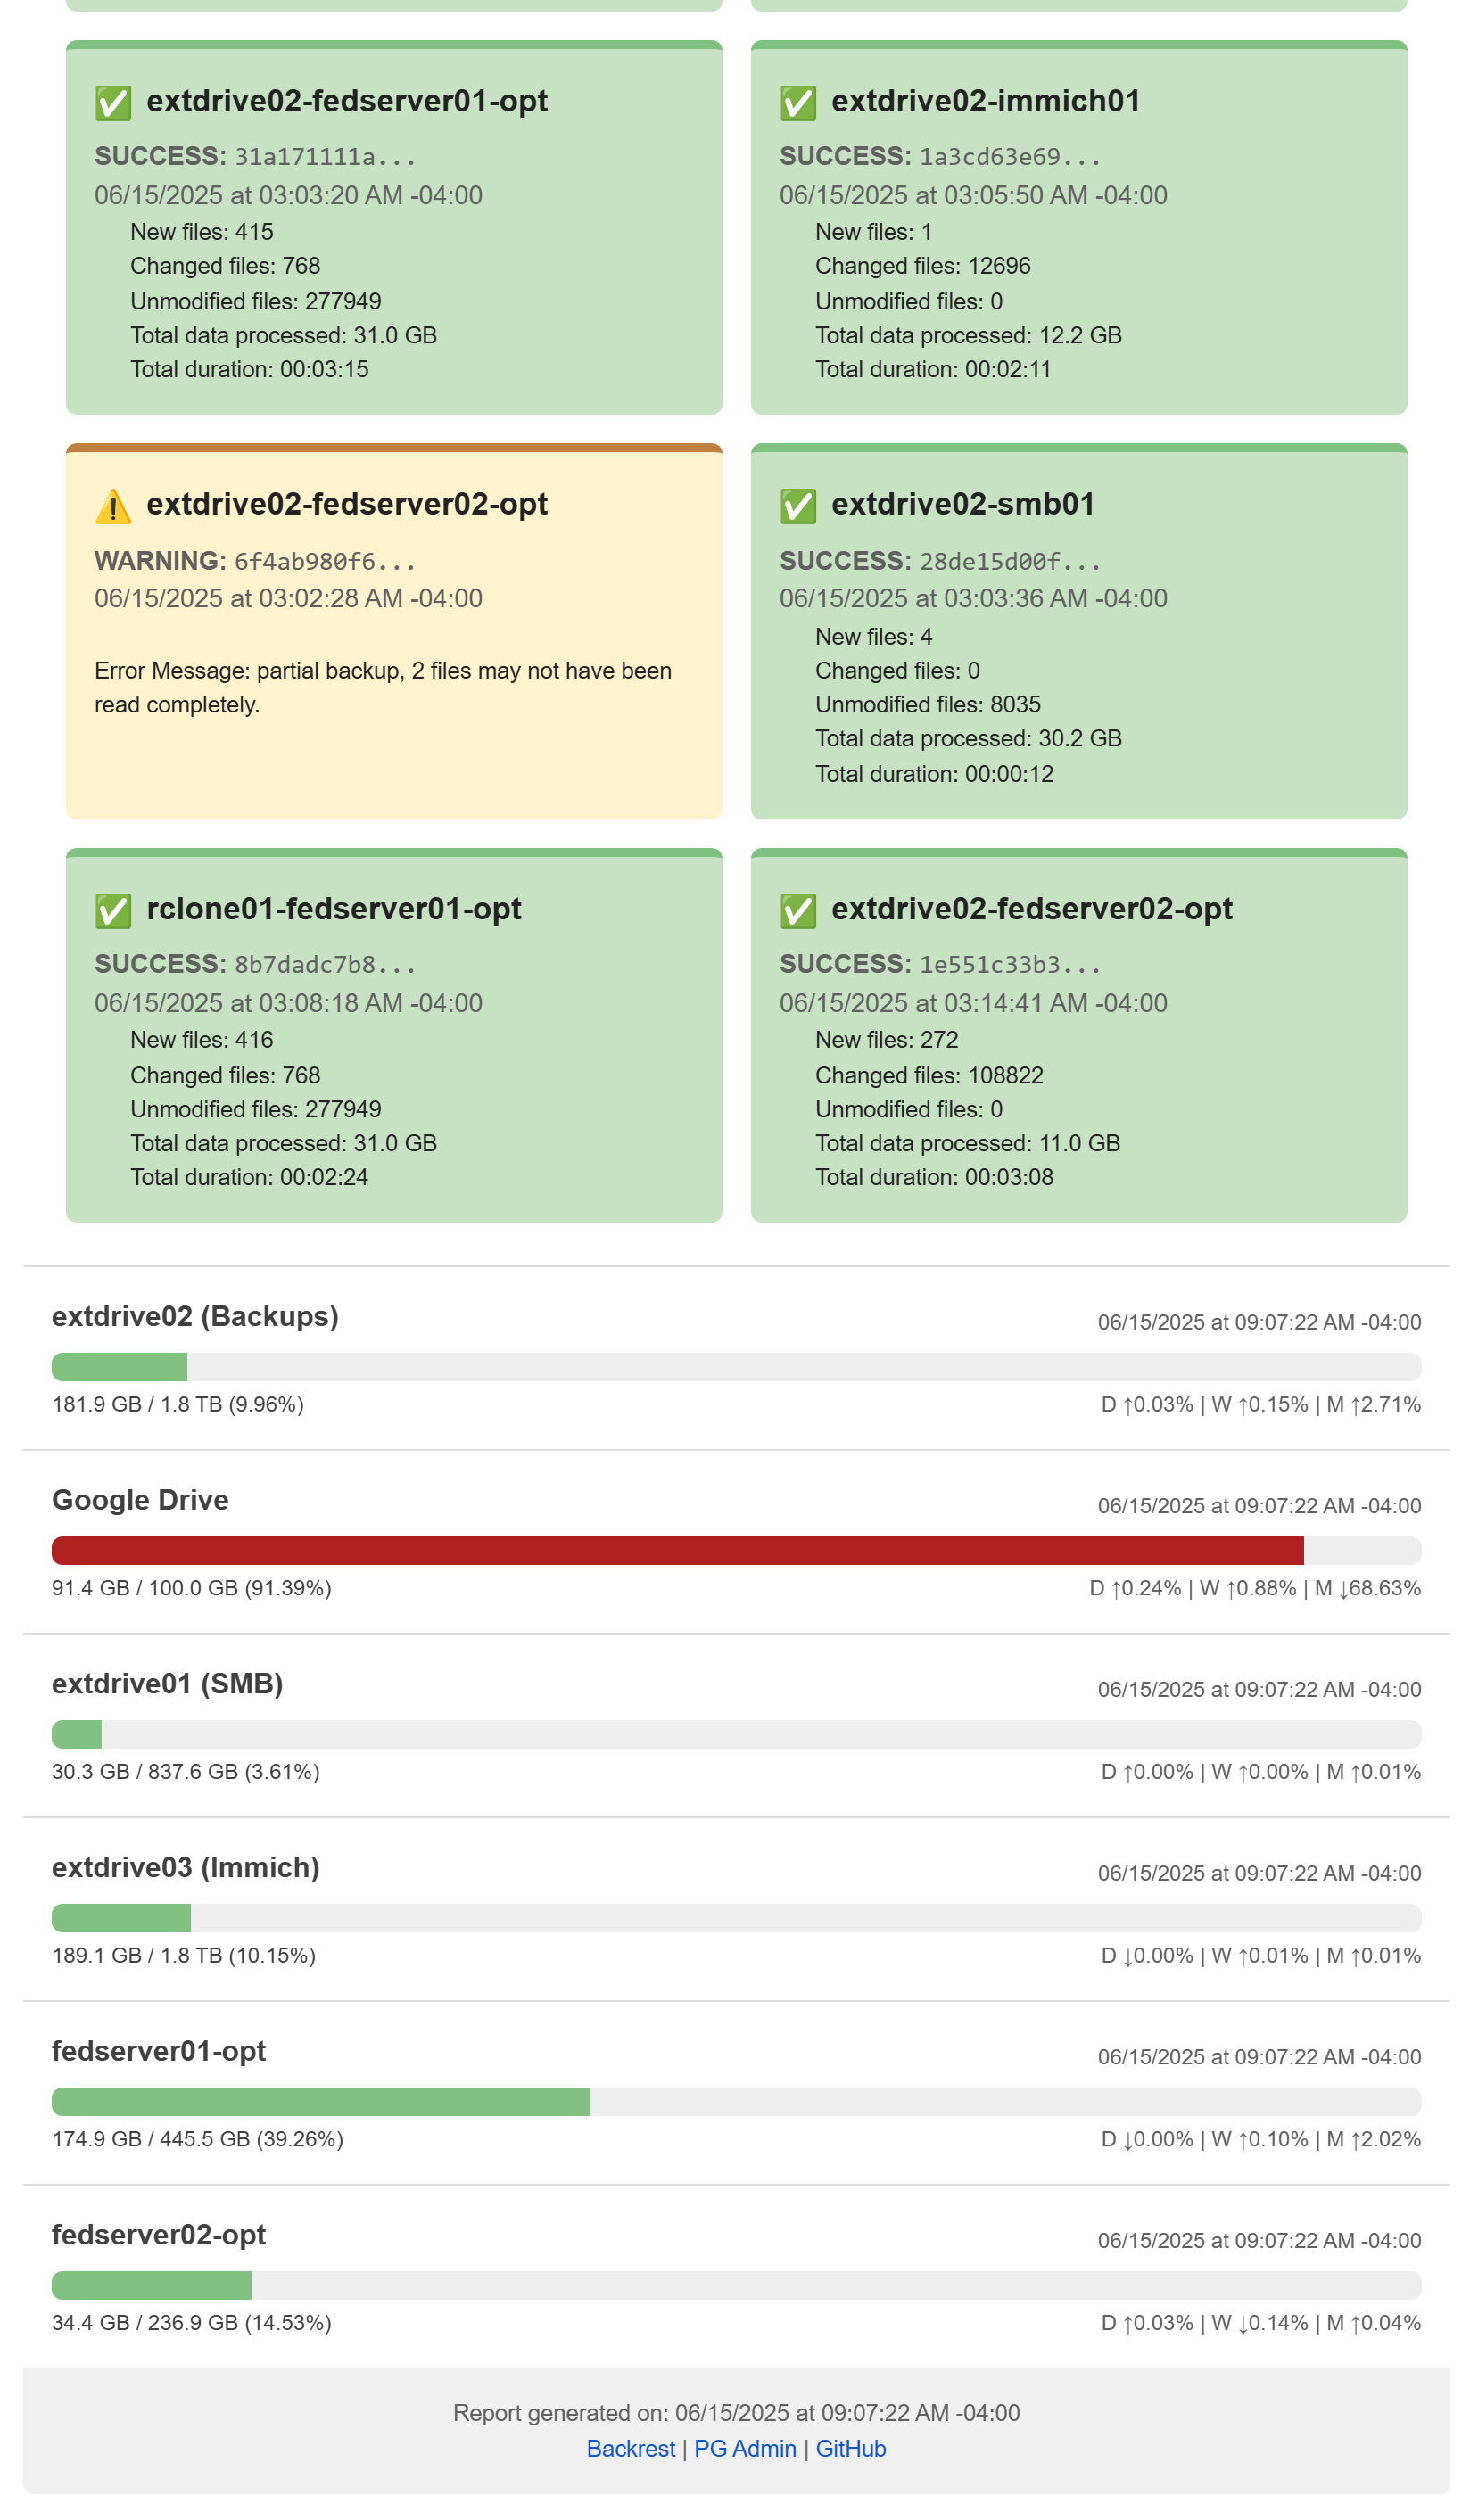 ✅ extdrive02-fedserver01-opt
SUCCESS: 31a171111a...
06/15/2025 at 03:03:20 AM -04:00
New files: 415
Changed files: 768
Unmodified files: 277949
Total data processed: 31.0 GB
Total duration: 00:03:15
✅ extdrive02-immich01
SUCCESS: 1a3cd63e69...
06/15/2025 at 03:05:50 AM -04:00
New files: 1
Changed files: 12696
Unmodified files: 0
Total data processed: 12.2 GB
Total duration: 00:02:11
⚠️ extdrive02-fedserver02-opt
WARNING: 6f4ab980f6...
06/15/2025 at 03:02:28 AM -04:00
Error Message: partial backup, 2 files may not have been
read completely.
✅ extdrive02-smb01
SUCCESS: 28de15d00f...
06/15/2025 at 03:03:36 AM -04:00
New files: 4
Changed files: 0
Unmodified files: 8035
Total data processed: 30.2 GB
Total duration: 00:00:12
✅ rclone01-fedserver01-opt
SUCCESS: 8b7dadc7b8...
06/15/2025 at 03:08:18 AM -04:00
New files: 416
Changed files: 768
Unmodified files: 277949
Total data processed: 31.0 GB
Total duration: 00:02:24
✅ extdrive02-fedserver02-opt
SUCCESS: 1e551c33b3...
06/15/2025 at 03:14:41 AM -04:00
New files: 272
Changed files: 108822
Unmodified files: 0
Total data processed: 11.0 GB
Total duration: 00:03:08
extdrive02 (Backups) 06/15/2025 at 09:07:22 AM -04:00
181.9 GB / 1.8 TB (9.96%) D ↑0.03% | W ↑0.15% | M ↑2.71%
Google Drive 06/15/2025 at 09:07:22 AM -04:00
91.4 GB / 100.0 GB (91.39%) D ↑0.24% | W ↑0.88% | M ↓68.63%
extdrive01 (SMB) 06/15/2025 at 09:07:22 AM -04:00
30.3 GB / 837.6 GB (3.61%) D ↑0.00% | W ↑0.00% | M ↑0.01%
extdrive03 (Immich) 06/15/2025 at 09:07:22 AM -04:00
189.1 GB / 1.8 TB (10.15%) D ↓0.00% | W ↑0.01% | M ↑0.01%
fedserver01-opt 06/15/2025 at 09:07:22 AM -04:00
174.9 GB / 445.5 GB (39.26%) D ↓0.00% | W ↑0.10% | M ↑2.02%
fedserver02-opt 06/15/2025 at 09:07:22 AM -04:00
34.4 GB / 236.9 GB (14.53%) D ↑0.03% | W ↓0.14% | M ↑0.04%
Report generated on: 06/15/2025 at 09:07:22 AM -04:00
Backrest | PG Admin | GitHub